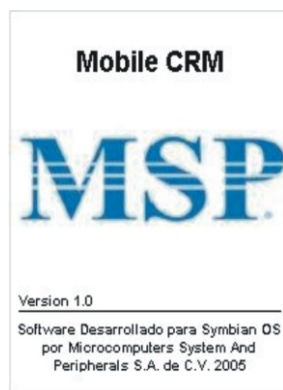 Mobile CRM
MSP.
Version 1.0
Software Desarrollado para Symbian OS
por Microcomputers System And
Peripherals S.A. de C.V. 2005